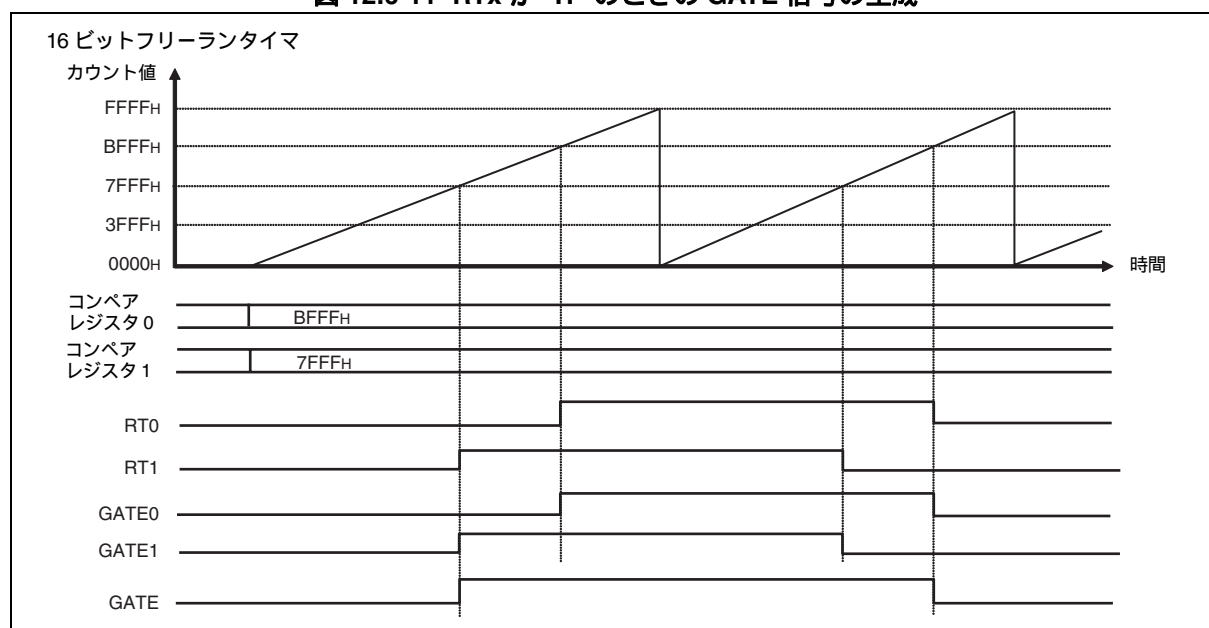 16 ビットフリーランタイマ
カウント値
FFFFH
BFFFH
7FFFH
3FFFH
0000H
時間
コンペア
レジスタ 0
BFFFH
コンペア
レジスタ 1
7FFFH
RT0
RT1
GATE0
GATE1
GATE